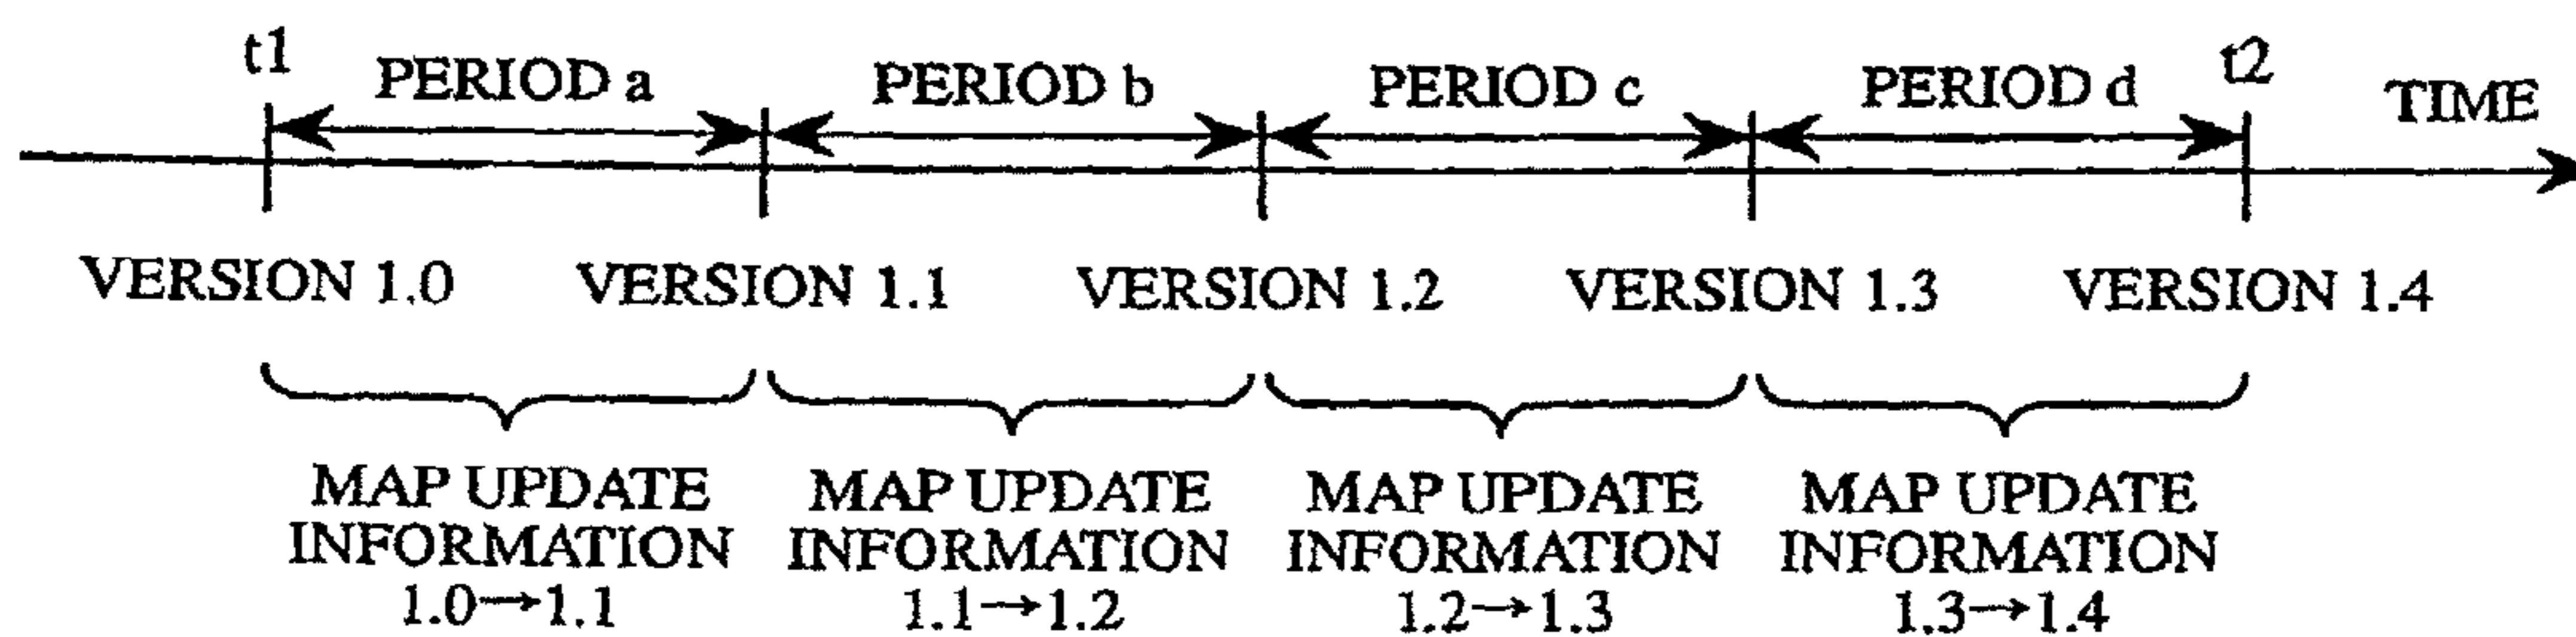 t1 PERIOD a PERIOD b PERIOD c PERIOD d t2 TIME
VERSION 1.0 VERSION 1.1 VERSION 1.2 VERSION 1.3 VERSION 1.4
MAP UPDATE MAP UPDATE MAP UPDATE MAP UPDATE
INFORMATION INFORMATION INFORMATION INFORMATION
1.0→1.1 1.1→1.2 1.2→1.3 1.3→1.4